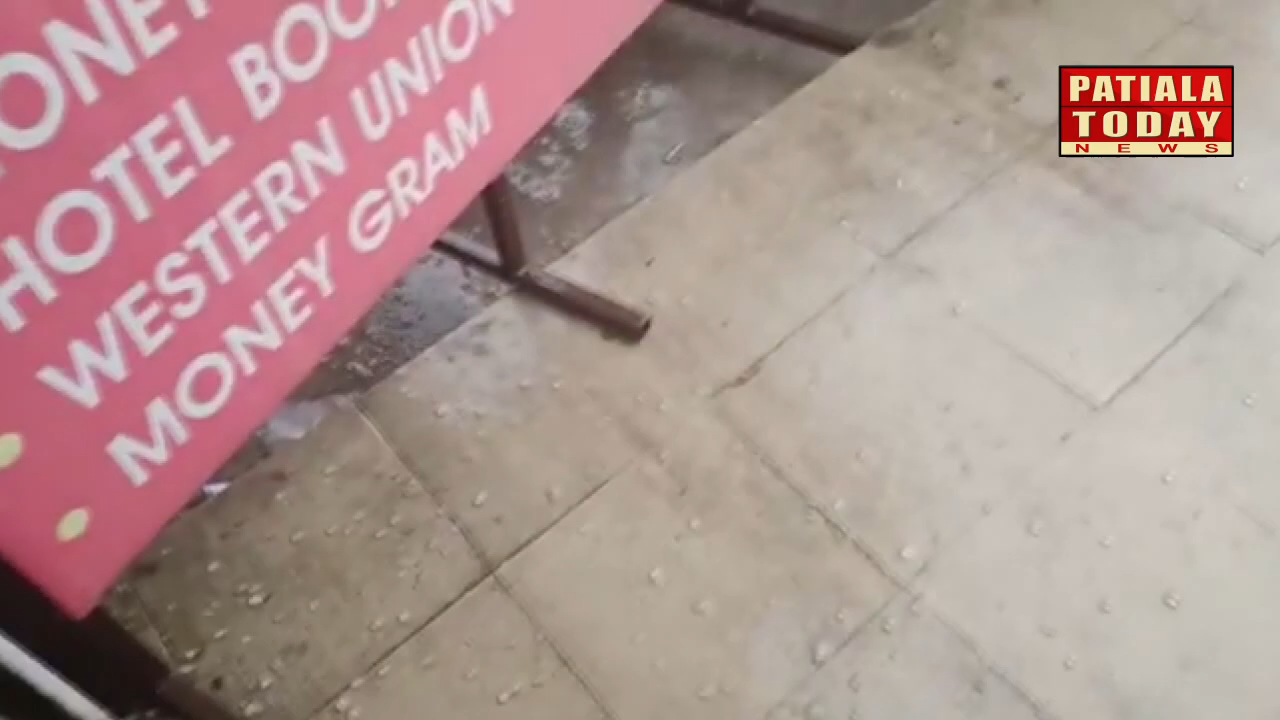 HOTEL
WESTERN UNION
MONEY GRAM
PATIALA
TODAY
NEWS